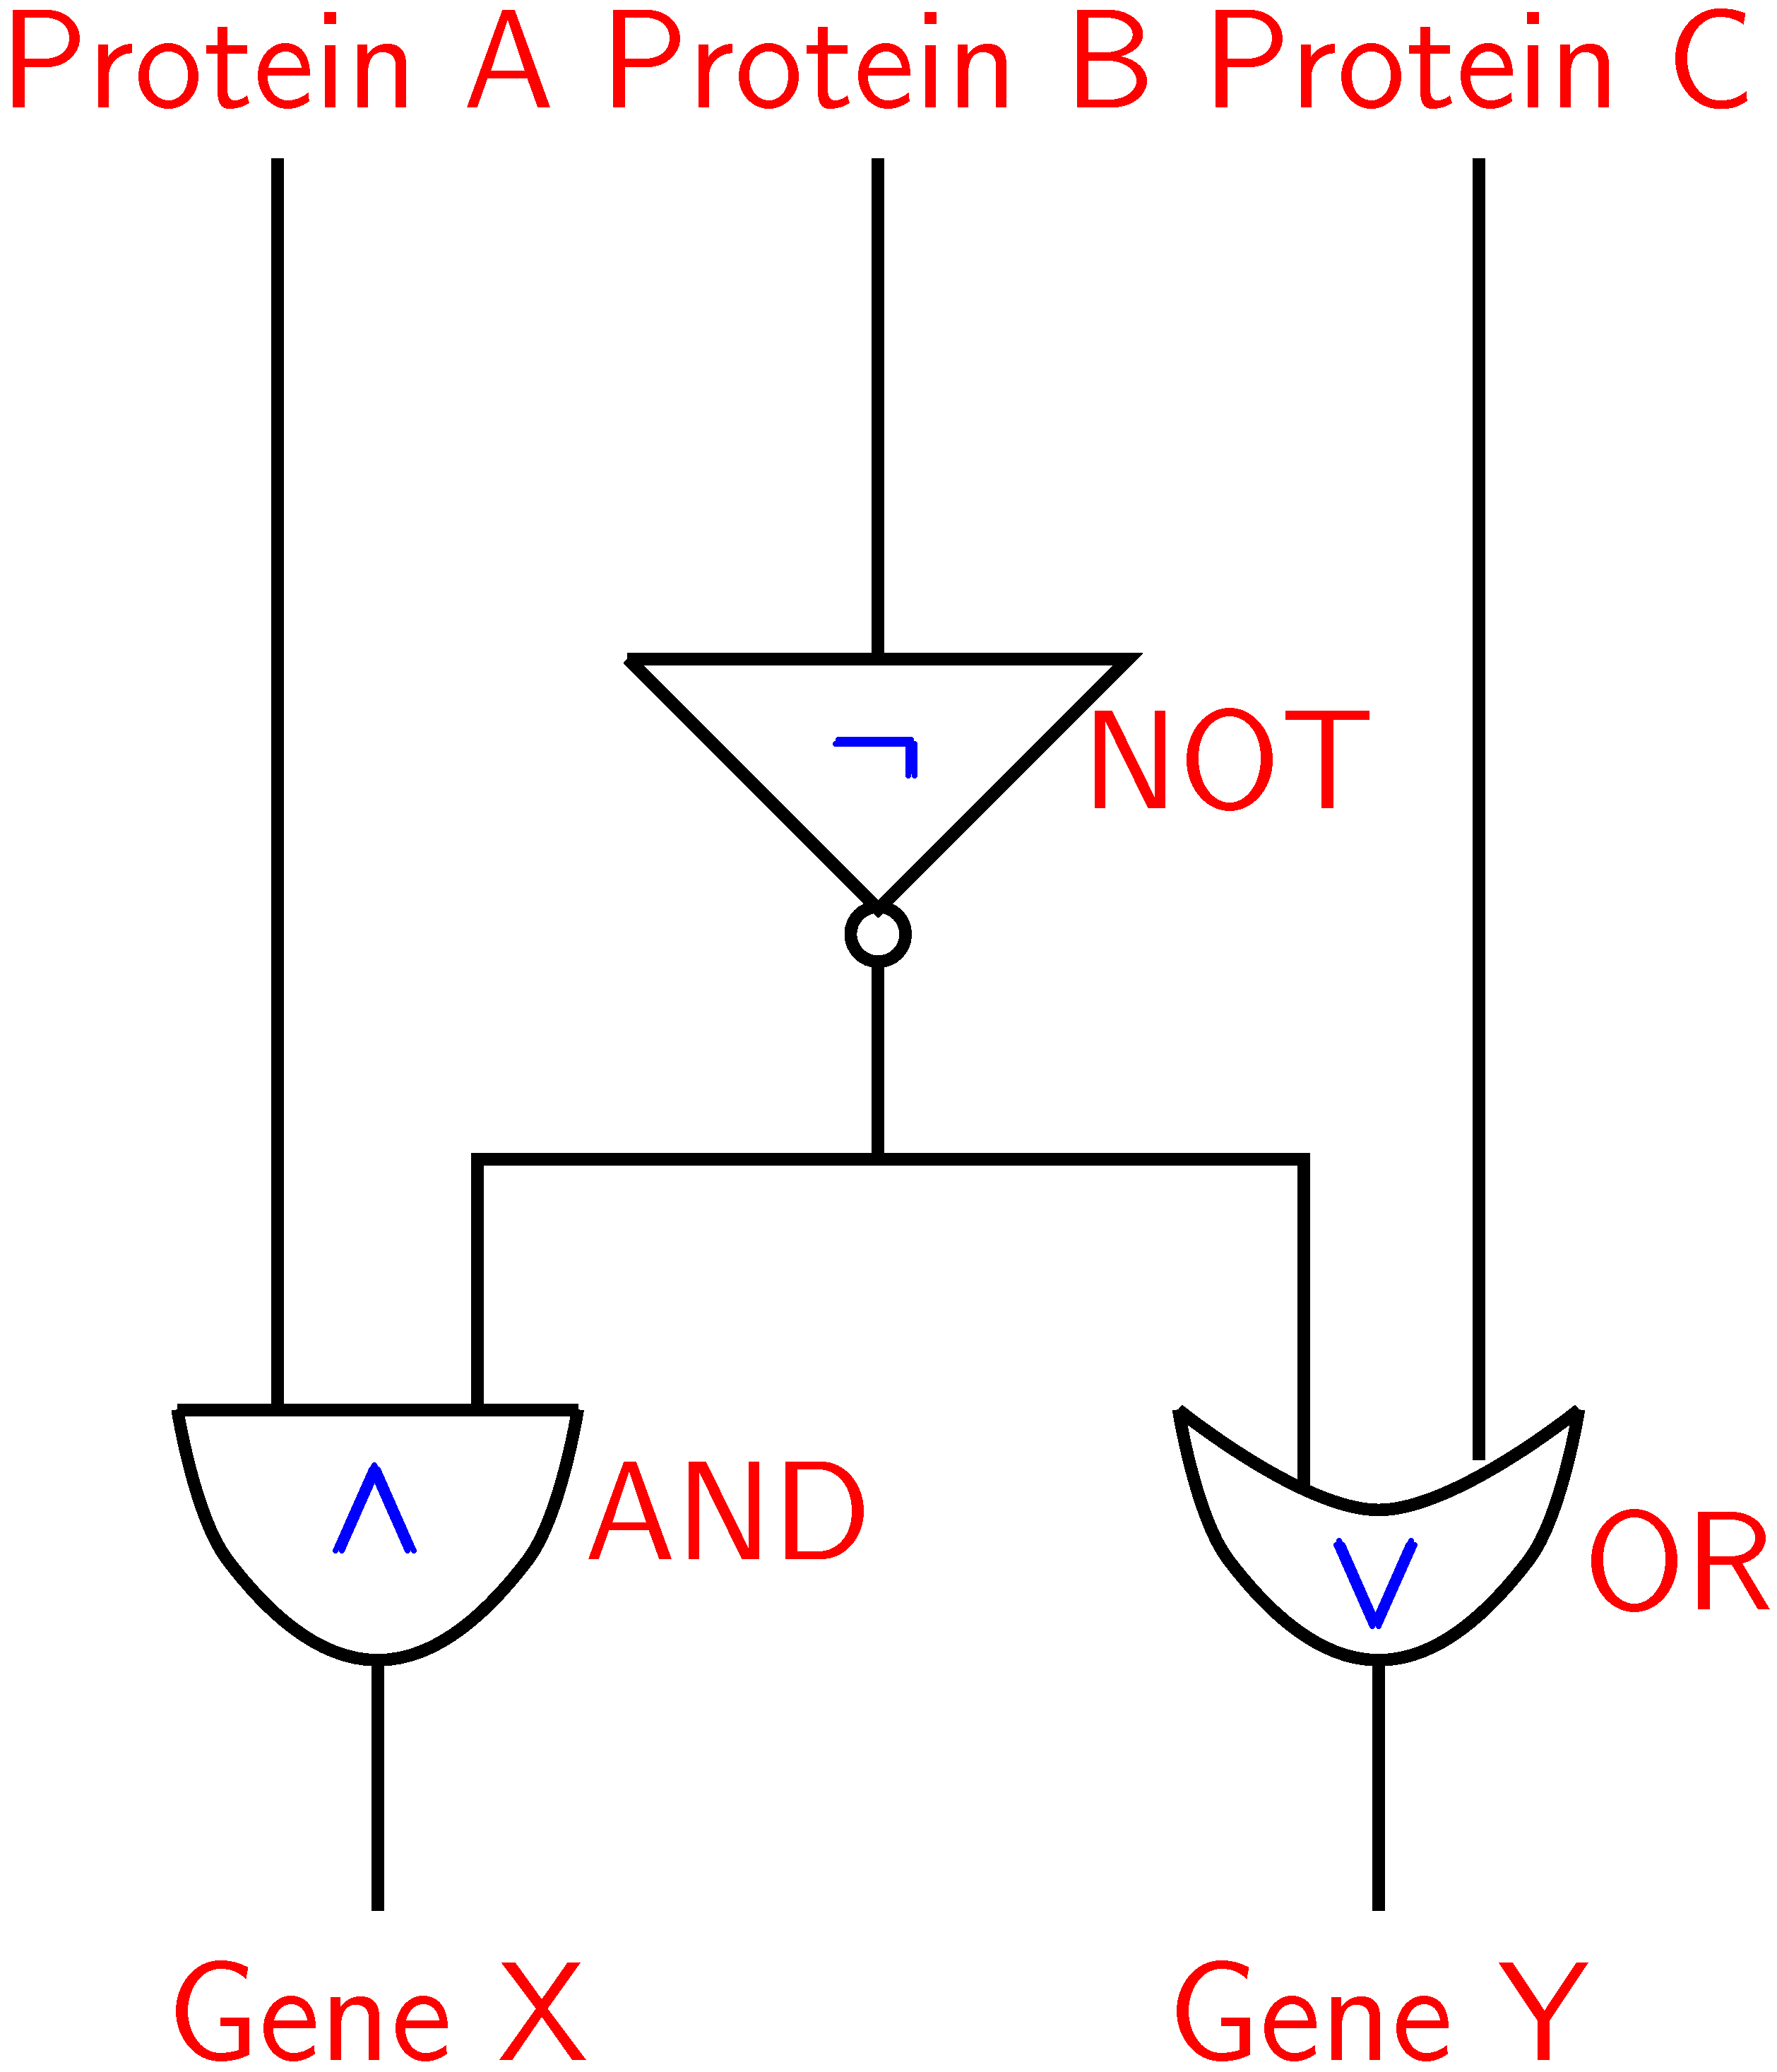 Protein A Protein B Protein C
¬ NOT
∧ AND
∨ OR
Gene X Gene Y